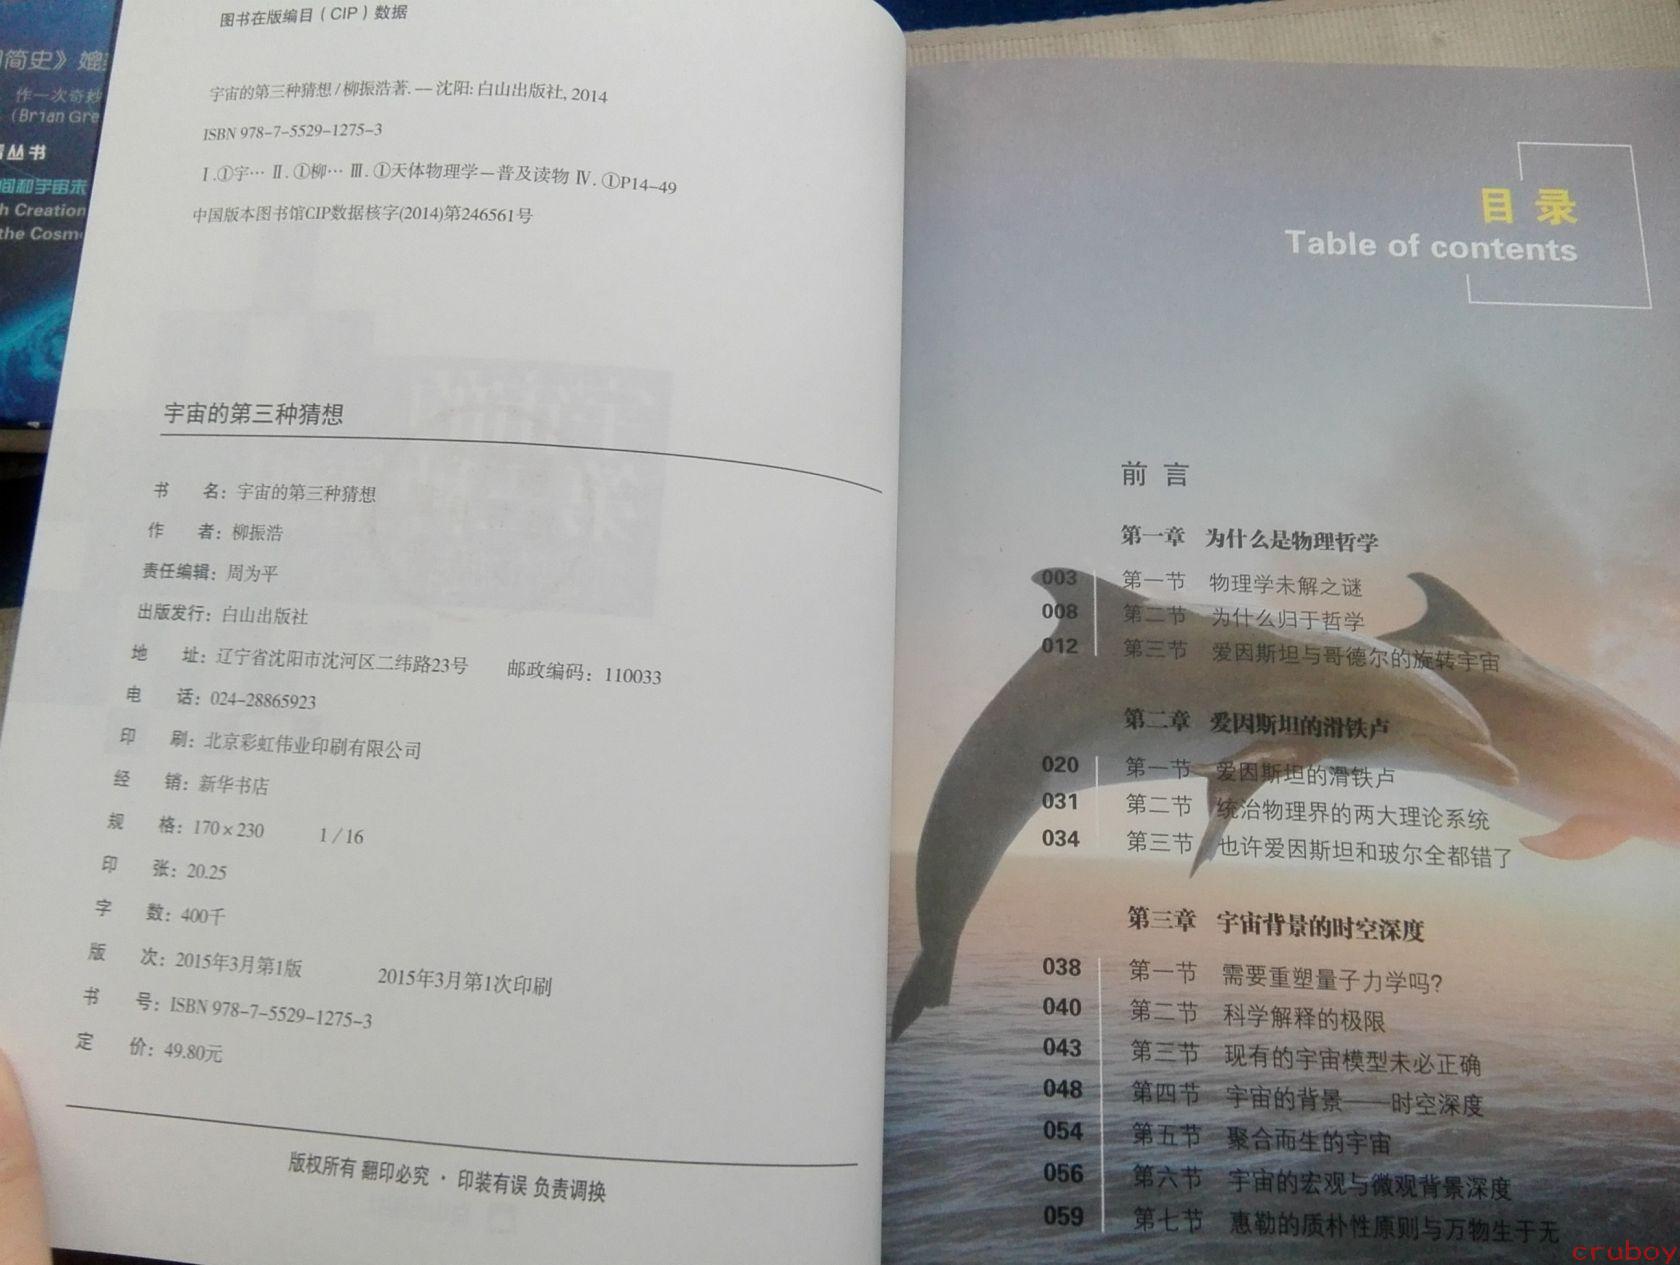 简史》媲
作一次奇妙
(Brian Gre
丛书
间和宇宙未
h Creation
the Cosm
图书在版编目（CIP）数据
宇宙的第三种猜想/柳振浩著. — 沈阳: 白山出版社, 2014
ISBN 978-7-5529-1275-3
Ⅰ.①宇… Ⅱ.①柳… Ⅲ.①天体物理学—普及读物 Ⅳ.①P14-49
中国版本图书馆CIP数据核字(2014)第246561号
宇宙的第三种猜想
书 名：宇宙的第三种猜想
作 者：柳振浩
责任编辑：周为平
出版发行：白山出版社
地 址：辽宁省沈阳市沈河区二纬路23号 邮政编码：110033
电 话：024-28865923
印 刷：北京彩虹伟业印刷有限公司
经 销：新华书店
规 格：170×230 1/16
印 张：20.25
字 数：400千
版 次：2015年3月第1版 2015年3月第1次印刷
书 号：ISBN 978-7-5529-1275-3
定 价：49.80元
版权所有 翻印必究 · 印装有误 负责调换
目录
Table of contents
前言
第一章 为什么是物理哲学
003 第一节 物理学未解之谜
008 第二节 为什么归于哲学
012 第三节 爱因斯坦与哥德尔的旋转宇宙
第二章 爱因斯坦的滑铁卢
020 第一节 爱因斯坦的滑铁卢
031 第二节 统治物理界的两大理论系统
034 第三节 也许爱因斯坦和玻尔全都错了
第三章 宇宙背景的时空深度
038 第一节 需要重塑量子力学吗?
040 第二节 科学解释的极限
043 第三节 现有的宇宙模型未必正确
048 第四节 宇宙的背景——时空深度
054 第五节 聚合而生的宇宙
056 第六节 宇宙的宏观与微观背景深度
059 第七节 惠勒的质朴性原则与万物生于无
cruboy